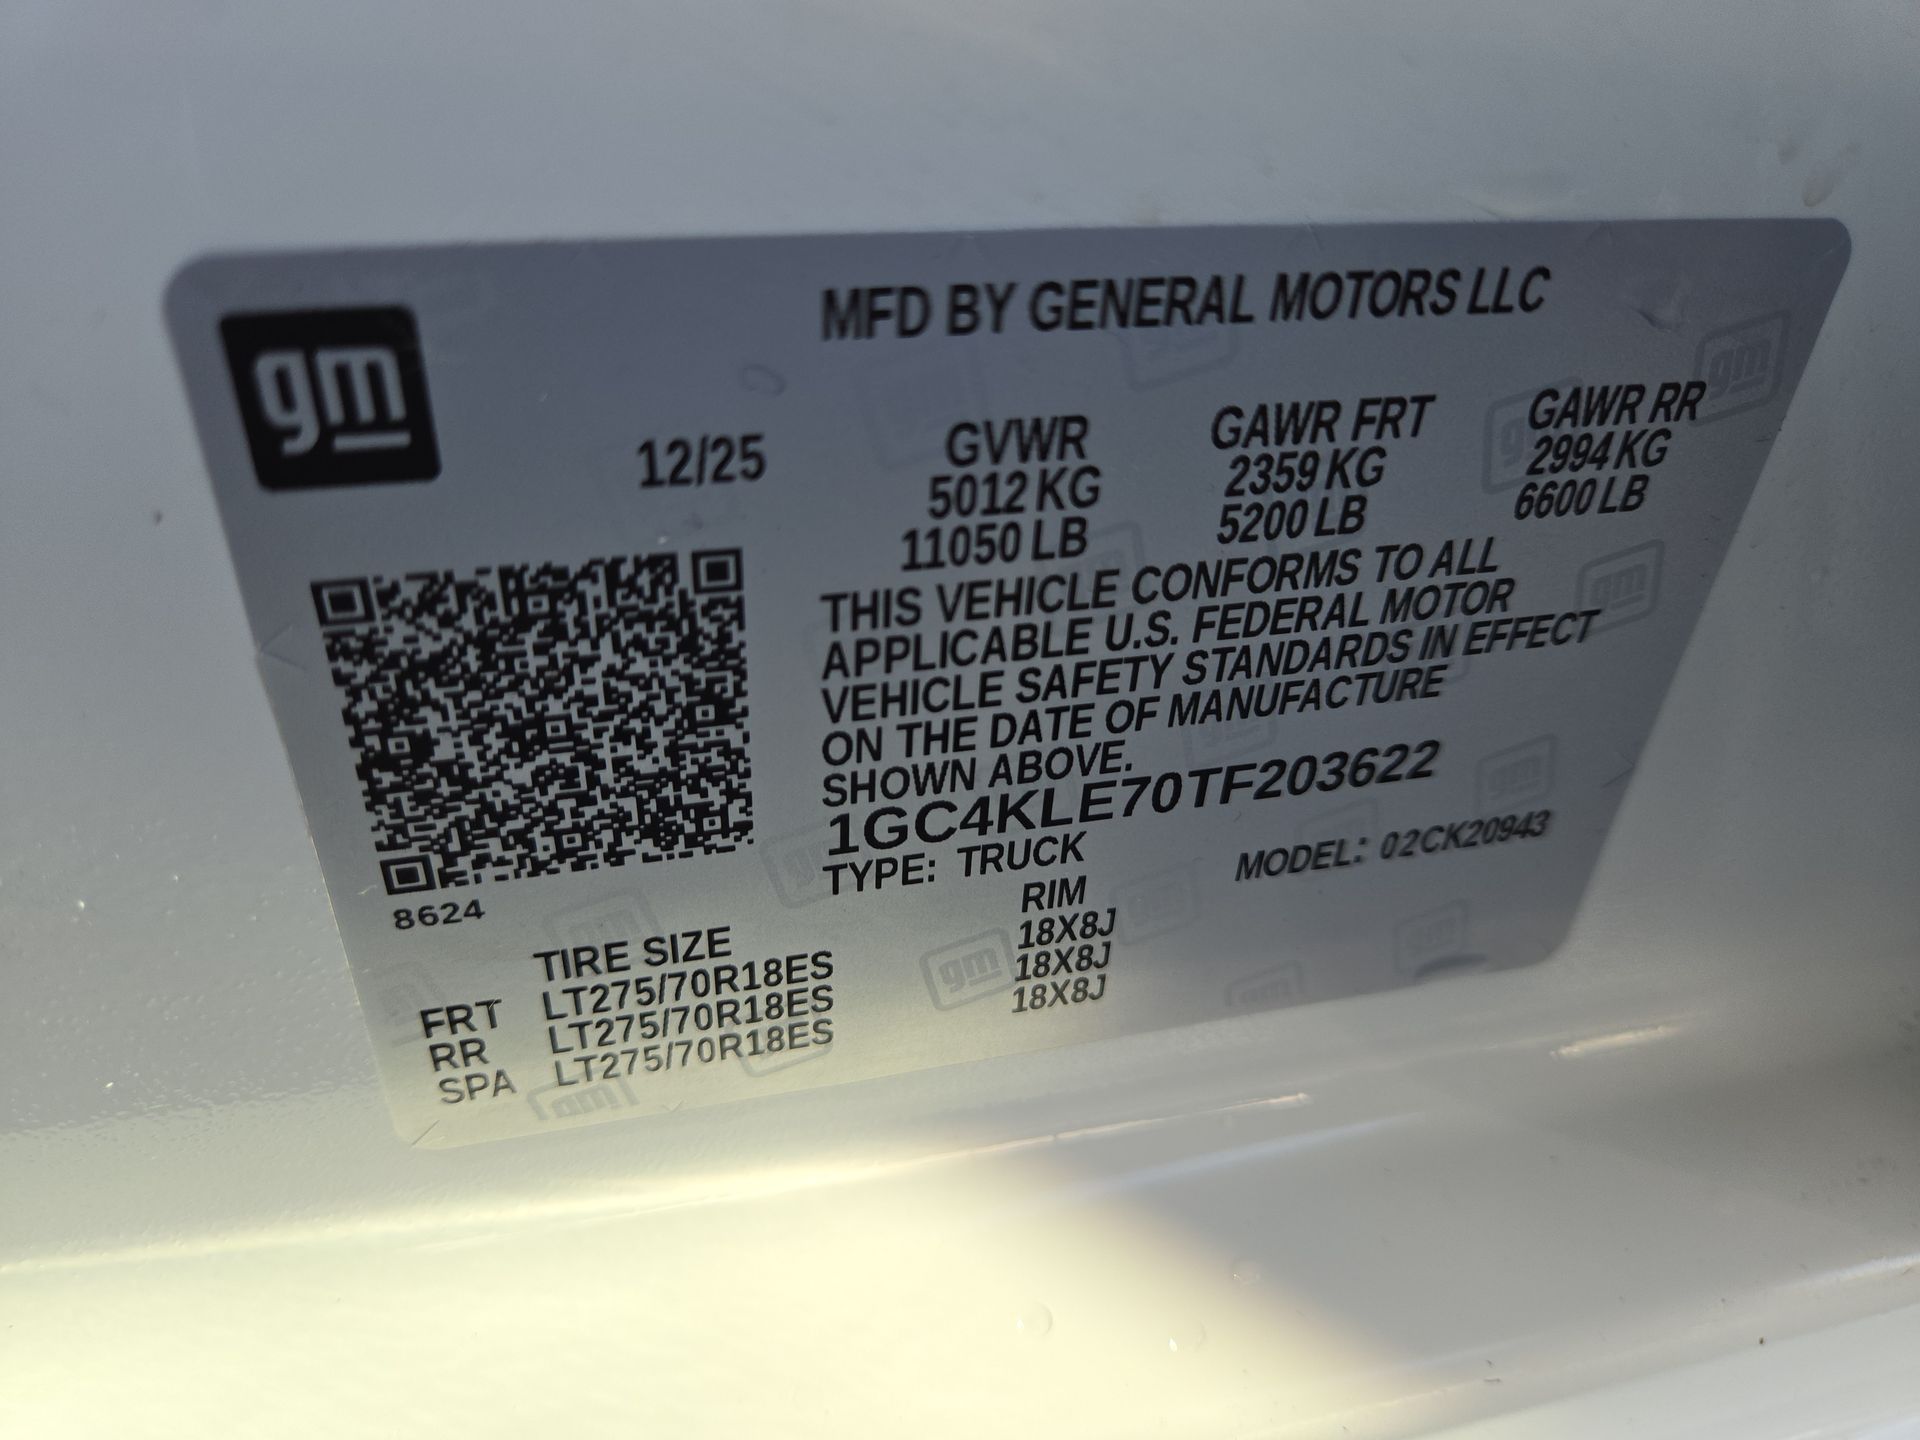 gm
MFD BY GENERAL MOTORS LLC
12/25
GVWR GAWR FRT GAWR RR
5012 KG 2359 KG 2994 KG
11050 LB 5200 LB 6600 LB
THIS VEHICLE CONFORMS TO ALL
APPLICABLE U.S. FEDERAL MOTOR
VEHICLE SAFETY STANDARDS IN EFFECT
ON THE DATE OF MANUFACTURE
SHOWN ABOVE.
1GC4KLE70TF203622
TYPE: TRUCK MODEL: 02CK20943
8624
TIRE SIZE RIM
FRT LT275/70R18ES 18X8J
RR LT275/70R18ES 18X8J
SPA LT275/70R18ES 18X8J